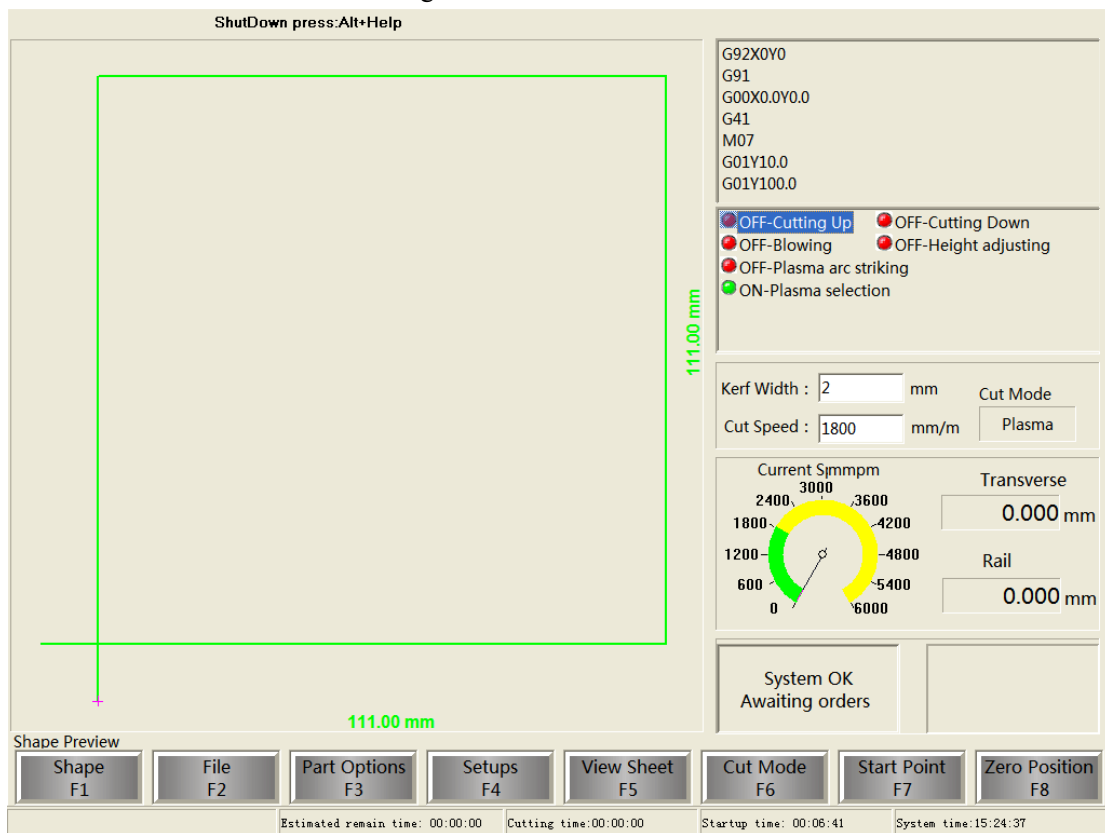 ShutDown press:Alt+Help
111.00 mm
111.00 mm
Shape Preview
G92X0Y0
G91
G00X0.0Y0.0
G41
M07
G01Y10.0
G01Y100.0
OFF-Cutting Up OFF-Cutting Down
OFF-Blowing OFF-Height adjusting
OFF-Plasma arc striking
ON-Plasma selection
Kerf Width : 2 mm
Cut Speed : 1800 mm/m
Cut Mode
Plasma
Current Smmpm
0
600
1200
1800
2400
3000
3600
4200
4800
5400
6000
Transverse
0.000 mm
Rail
0.000 mm
System OK
Awaiting orders
Shape F1
File F2
Part Options F3
Setups F4
View Sheet F5
Cut Mode F6
Start Point F7
Zero Position F8
Estimated remain time: 00:00:00 Cutting time:00:00:00 Startup time: 00:06:41 System time:15:24:37